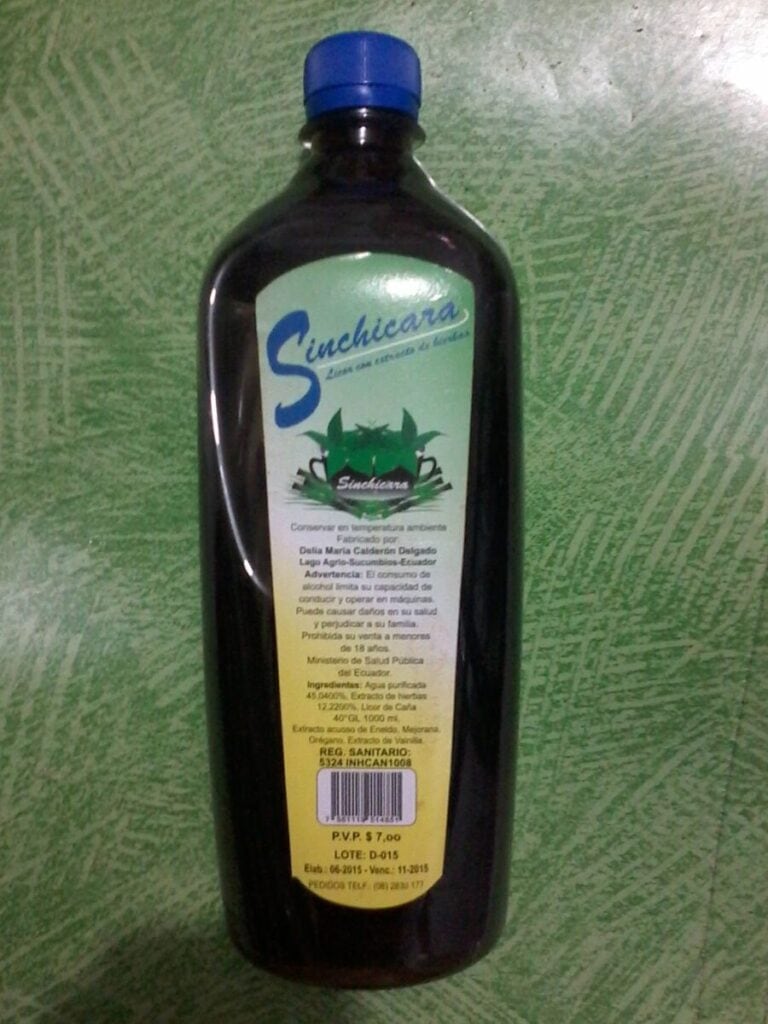 Sinchicara
Licor con extracto de hierbas
Sinchicara
Conservar en temperatura ambiente
Fabricado por:
Delia María Calderón Delgado
Lago Agrio-Sucumbios-Ecuador
Advertencia: El consumo de
alcohol limita su capacidad de
conducir y operar en máquinas.
Puede causar daños en su salud
y perjudicar a su familia.
Prohibida su venta a menores
de 18 años.
Ministerio de Salud Pública
del Ecuador.
Ingredientes: Agua purificada
45,0400%, Extracto de hierbas
12,2200%, Licor de Caña
40°GL 1000 ml.
Extracto acuoso de Eneldo, Mejorana,
Orégano, Extracto de Vainilla.
REG. SANITARIO:
5324 INHCAN1008
P.V.P. $ 7,00
LOTE: D-015
Elab.: 06-2015 - Venc.: 11-2015
PEDIDOS TELF.: (06) 2830 177